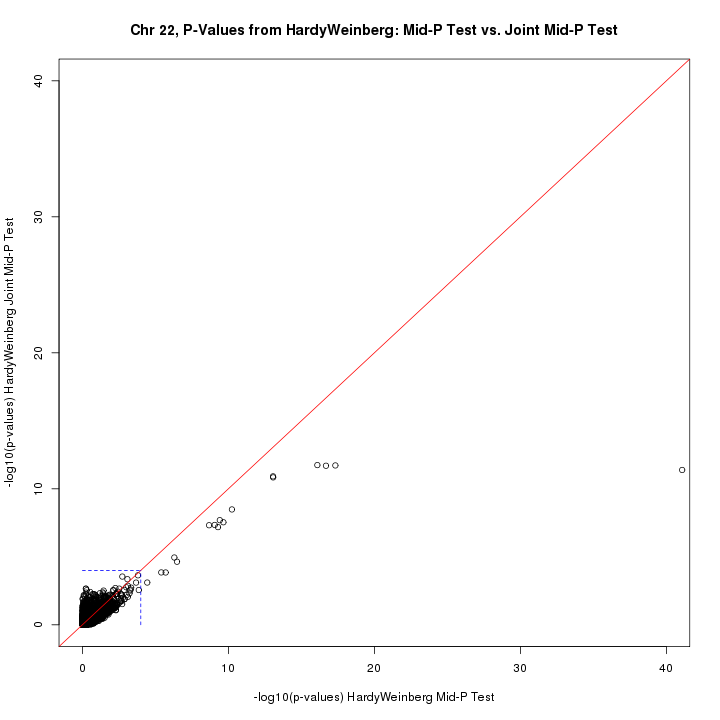 Chr 22, P-Values from HardyWeinberg: Mid-P Test vs. Joint Mid-P Test
-log10(p-values) HardyWeinberg Joint Mid-P Test
40
30
20
10
0
0 10 20 30 40
-log10(p-values) HardyWeinberg Mid-P Test